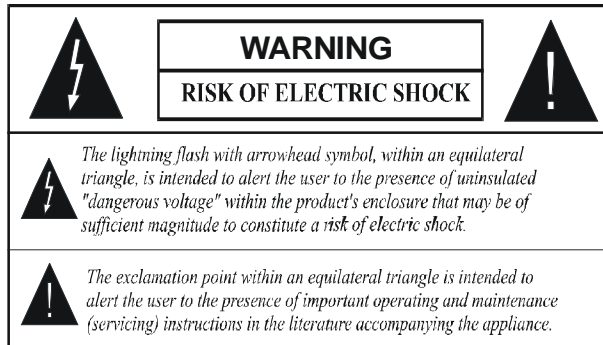 WARNING
RISK OF ELECTRIC SHOCK
The lightning flash with arrowhead symbol, within an equilateral
triangle, is intended to alert the user to the presence of uninsulated
"dangerous voltage" within the product's enclosure that may be of
sufficient magnitude to constitute a risk of electric shock.
The exclamation point within an equilateral triangle is intended to
alert the user to the presence of important operating and maintenance
(servicing) instructions in the literature accompanying the appliance.